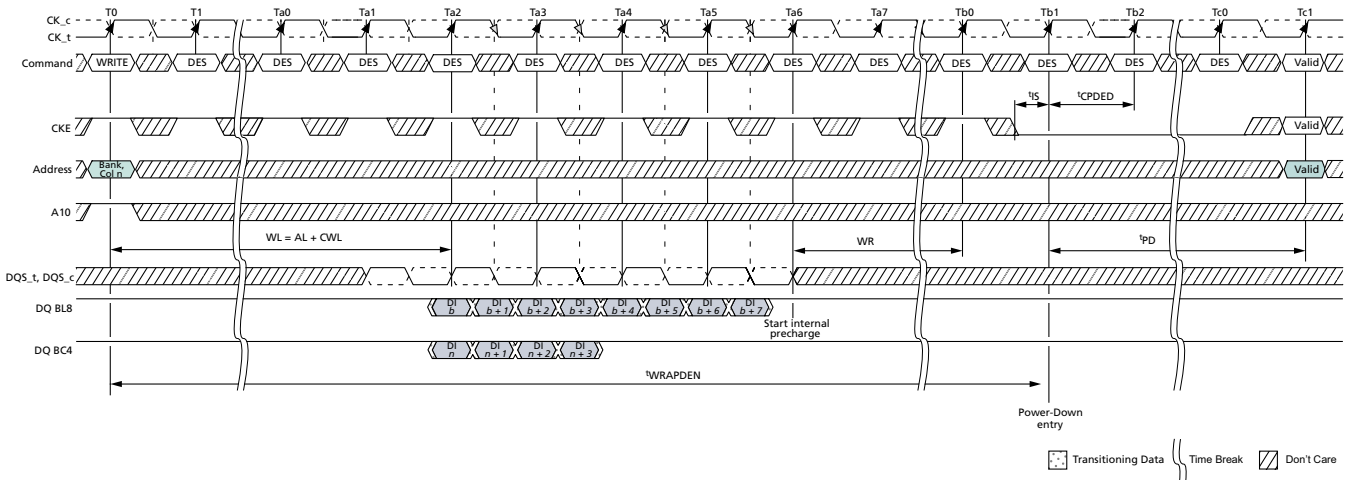 T0 T1 Ta0 Ta1 Ta2 Ta3 Ta4 Ta5 Ta6 Ta7 Tb0 Tb1 Tb2 Tc0 Tc1
CK_c
CK_t
Command WRITE DES DES DES DES DES DES DES DES DES DES DES DES DES Valid
tIS tCPDED
CKE Valid
Address Bank, Col n Valid
A10
WL = AL + CWL WR tPD
DQS_t, DQS_c
DQ BL8 DI b DI b + 1 DI b + 2 DI b + 3 DI b + 4 DI b + 5 DI b + 6 DI b + 7
Start internal
precharge
DQ BC4 DI n DI n + 1 DI n + 2 DI n + 3
tWRAPDEN
Power-Down
entry
Transitioning Data Time Break Don't Care